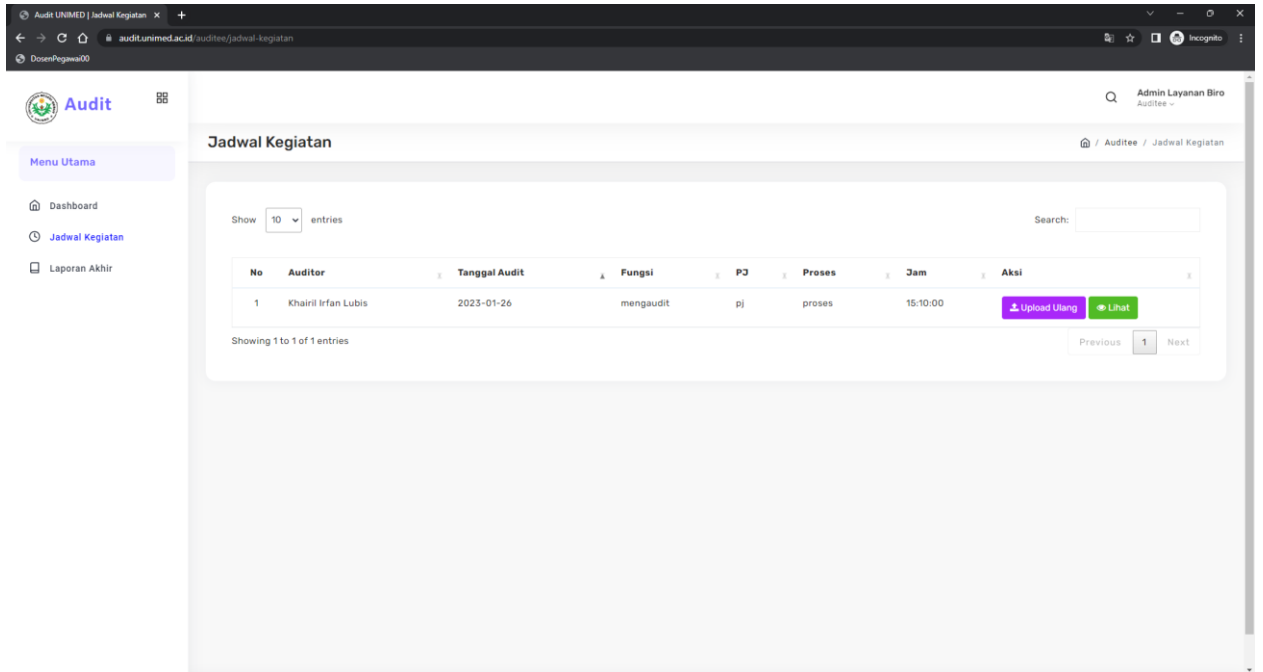 Audit UNIMED | Jadwal Kegiatan
audit.unimed.ac.id/auditee/jadwal-kegiatan
Incognito
DosenPegawai00
Audit
Admin Layanan Biro
Auditee
Jadwal Kegiatan
/ Auditee / Jadwal Kegiatan
Menu Utama
Dashboard
Jadwal Kegiatan
Laporan Akhir
Show 10 entries
Search:
No Auditor Tanggal Audit Fungsi PJ Proses Jam Aksi
1 Khairil Irfan Lubis 2023-01-26 mengaudit pj proses 15:10:00 Upload Ulang Lihat
Showing 1 to 1 of 1 entries
Previous 1 Next